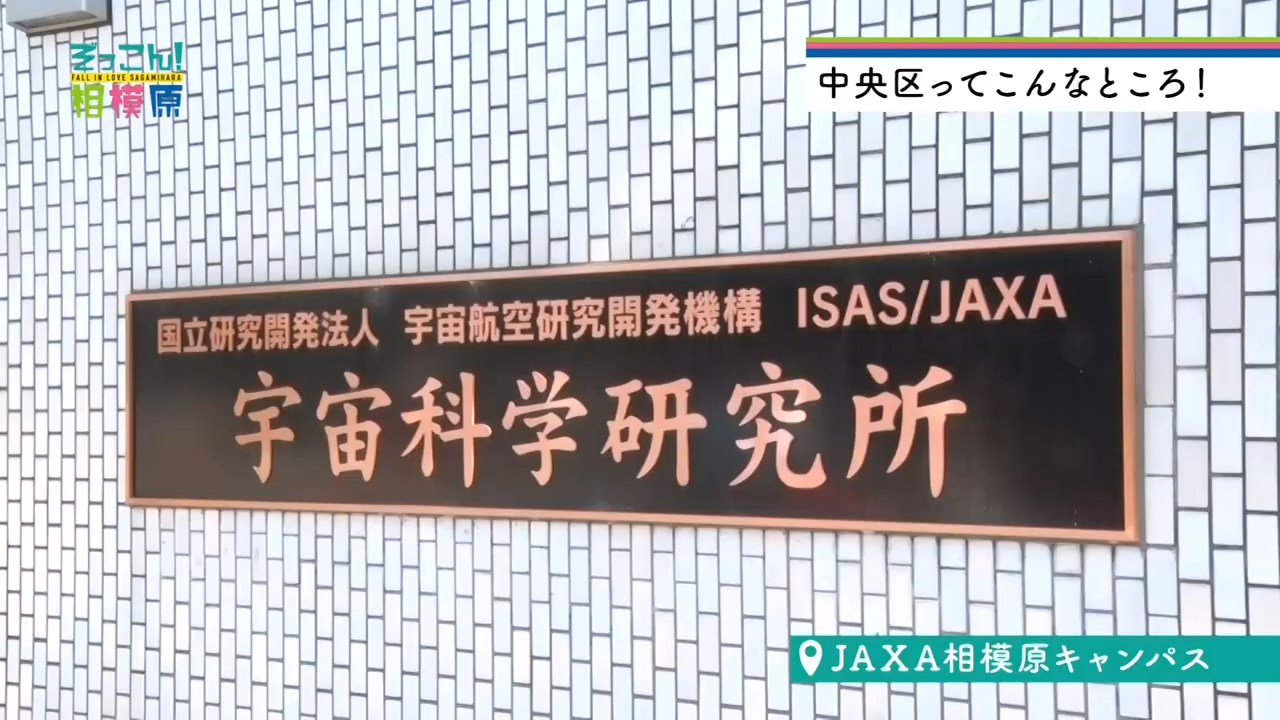 ぞっこん!
FALL IN LOVE SAGAMIHARA
相模原
中央区ってこんなところ!
国立研究開発法人 宇宙航空研究開発機構 ISAS/JAXA
宇宙科学研究所
JAXA相模原キャンパス